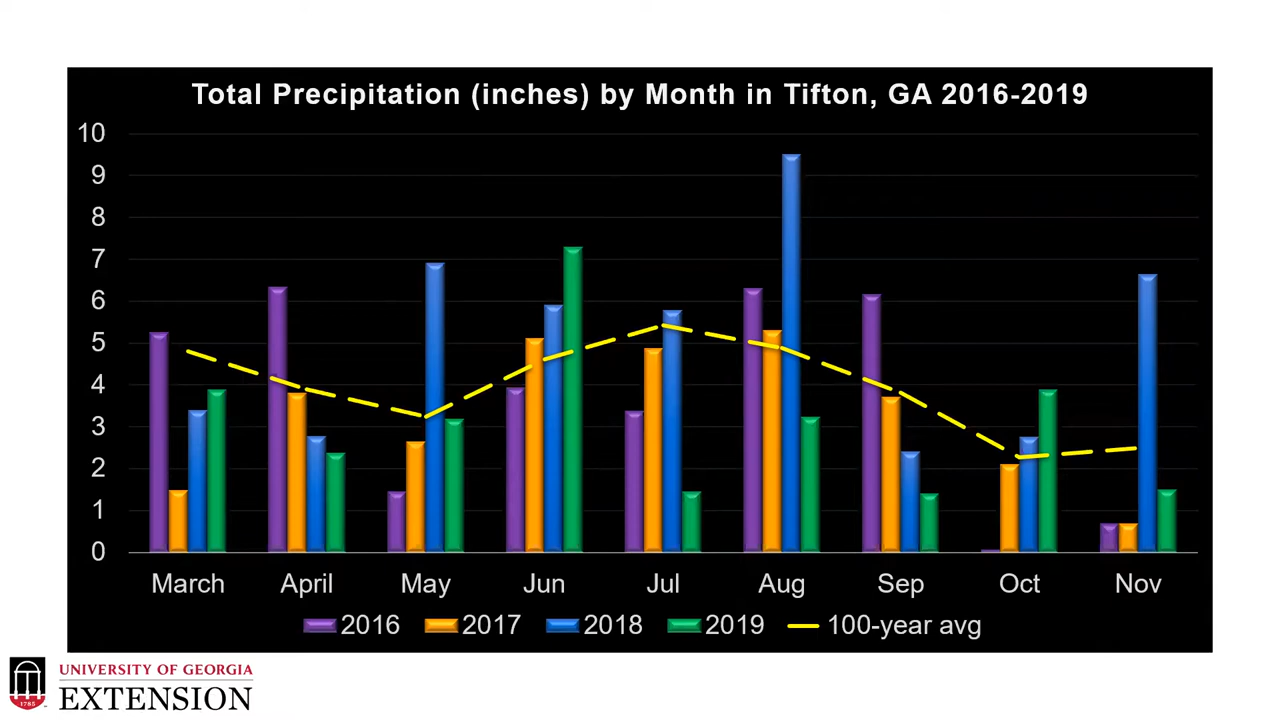 Total Precipitation (inches) by Month in Tifton, GA 2016-2019
10
9
8
7
6
5
4
3
2
1
0
March April May Jun Jul Aug Sep Oct Nov
2016 2017 2018 2019 100-year avg
1785
UNIVERSITY OF GEORGIA
EXTENSION